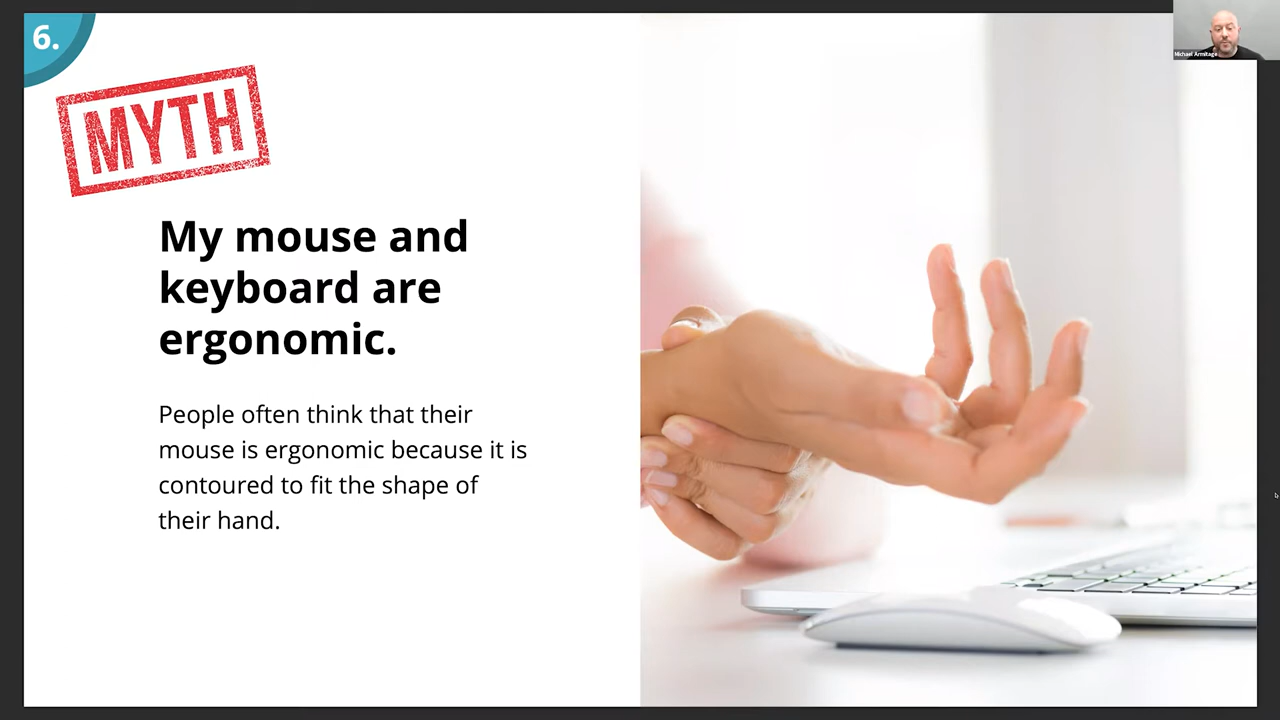 6.
MYTH
My mouse and
keyboard are
ergonomic.
People often think that their
mouse is ergonomic because it is
contoured to fit the shape of
their hand.
Michael Armitage